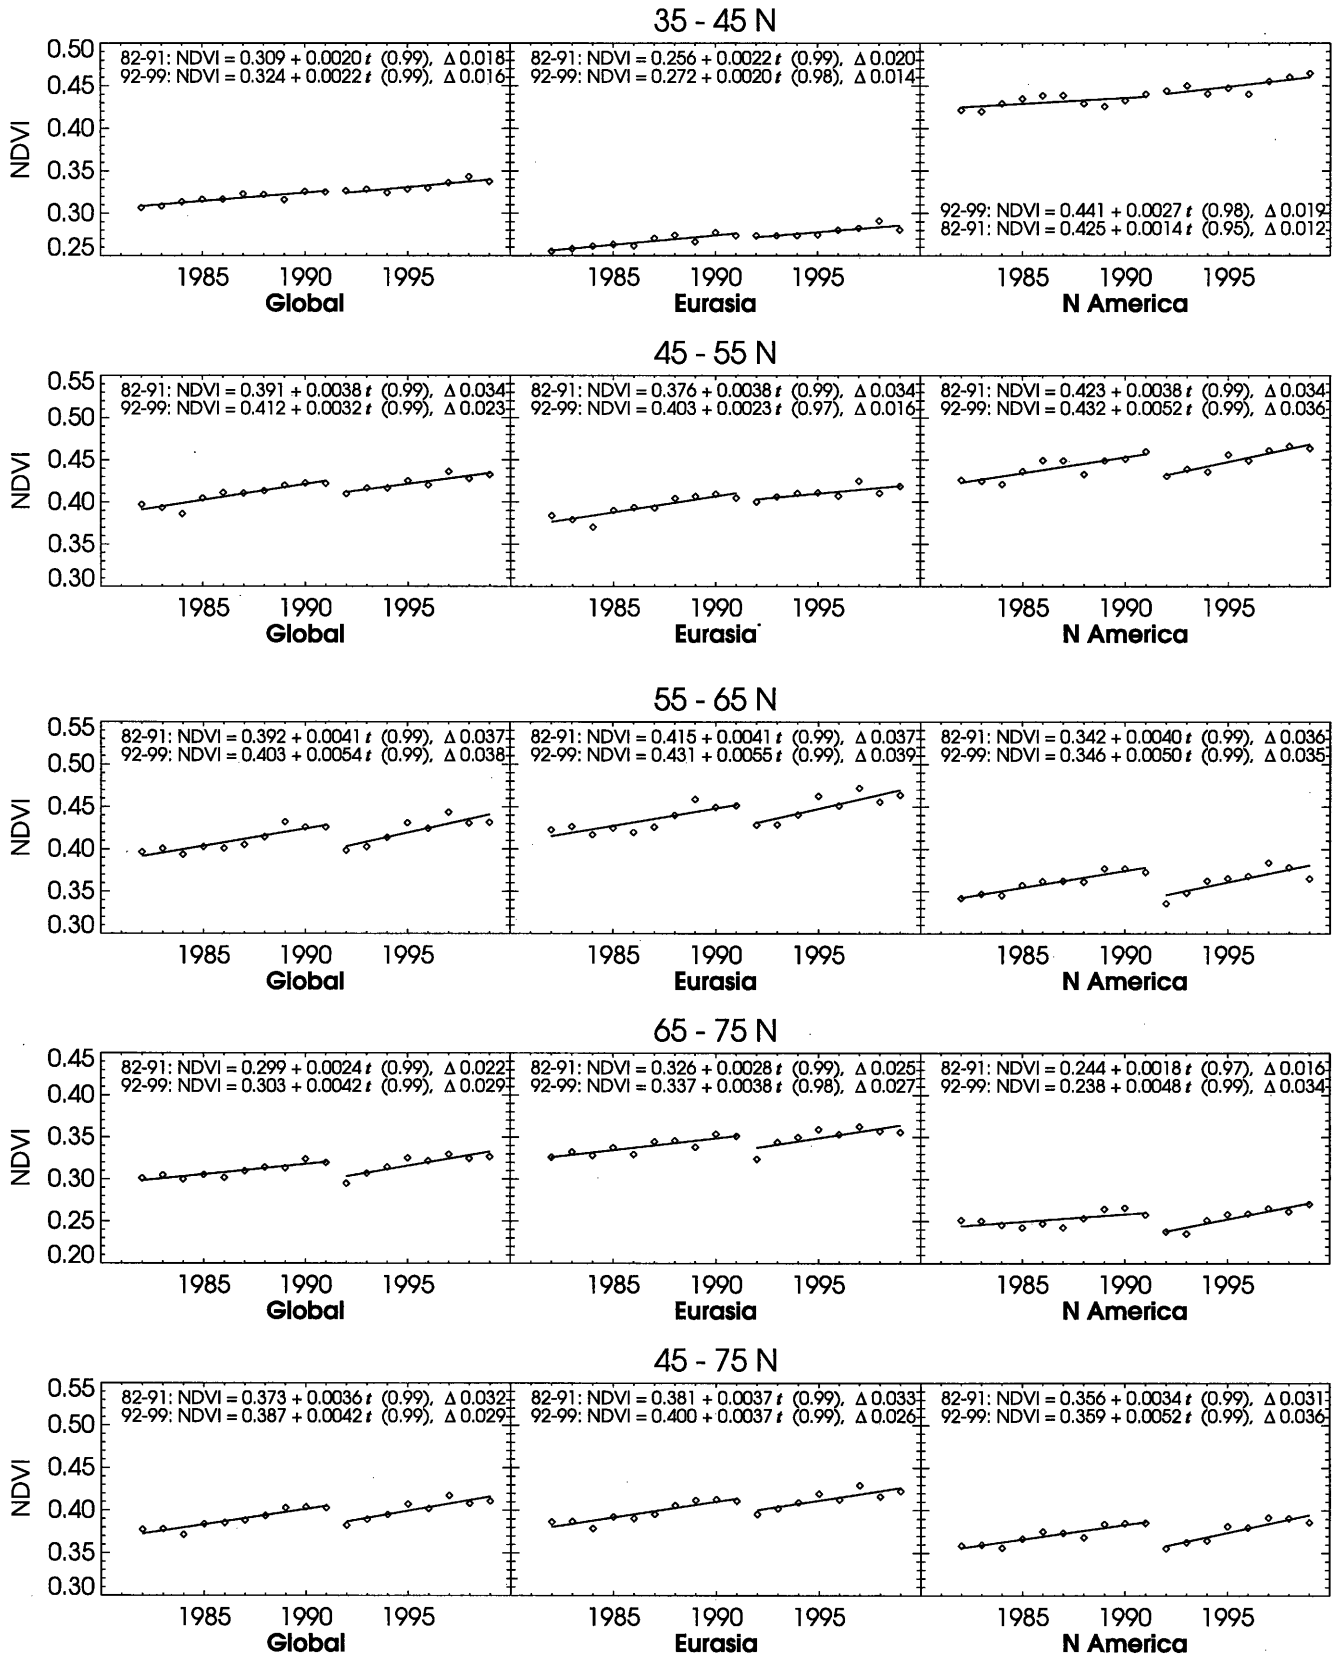 35 - 45 N
NDVI
0.50
0.45
0.40
0.35
0.30
0.25
82-91: NDVI = 0.309 + 0.0020 t (0.99), Δ 0.018
92-99: NDVI = 0.324 + 0.0022 t (0.99), Δ 0.016
82-91: NDVI = 0.256 + 0.0022 t (0.99), Δ 0.020
92-99: NDVI = 0.272 + 0.0020 t (0.98), Δ 0.014
92-99: NDVI = 0.441 + 0.0027 t (0.98), Δ 0.019
82-91: NDVI = 0.425 + 0.0014 t (0.95), Δ 0.012
1985 1990 1995 1985 1990 1995 1985 1990 1995
Global Eurasia N America
45 - 55 N
NDVI
0.55
0.50
0.45
0.40
0.35
0.30
82-91: NDVI = 0.391 + 0.0038 t (0.99), Δ 0.034
92-99: NDVI = 0.412 + 0.0032 t (0.99), Δ 0.023
82-91: NDVI = 0.376 + 0.0038 t (0.99), Δ 0.034
92-99: NDVI = 0.403 + 0.0023 t (0.97), Δ 0.016
82-91: NDVI = 0.423 + 0.0038 t (0.99), Δ 0.034
92-99: NDVI = 0.432 + 0.0052 t (0.99), Δ 0.036
1985 1990 1995 1985 1990 1995 1985 1990 1995
Global Eurasia N America
55 - 65 N
NDVI
0.55
0.50
0.45
0.40
0.35
0.30
82-91: NDVI = 0.392 + 0.0041 t (0.99), Δ 0.037
92-99: NDVI = 0.403 + 0.0054 t (0.99), Δ 0.038
82-91: NDVI = 0.415 + 0.0041 t (0.99), Δ 0.037
92-99: NDVI = 0.431 + 0.0055 t (0.99), Δ 0.039
82-91: NDVI = 0.342 + 0.0040 t (0.99), Δ 0.036
92-99: NDVI = 0.346 + 0.0050 t (0.99), Δ 0.035
1985 1990 1995 1985 1990 1995 1985 1990 1995
Global Eurasia N America
65 - 75 N
NDVI
0.45
0.40
0.35
0.30
0.25
0.20
82-91: NDVI = 0.299 + 0.0024 t (0.99), Δ 0.022
92-99: NDVI = 0.303 + 0.0042 t (0.99), Δ 0.029
82-91: NDVI = 0.326 + 0.0028 t (0.99), Δ 0.025
92-99: NDVI = 0.337 + 0.0038 t (0.98), Δ 0.027
82-91: NDVI = 0.244 + 0.0018 t (0.97), Δ 0.016
92-99: NDVI = 0.238 + 0.0048 t (0.99), Δ 0.034
1985 1990 1995 1985 1990 1995 1985 1990 1995
Global Eurasia N America
45 - 75 N
NDVI
0.55
0.50
0.45
0.40
0.35
0.30
82-91: NDVI = 0.373 + 0.0036 t (0.99), Δ 0.032
92-99: NDVI = 0.387 + 0.0042 t (0.99), Δ 0.029
82-91: NDVI = 0.381 + 0.0037 t (0.99), Δ 0.033
92-99: NDVI = 0.400 + 0.0037 t (0.99), Δ 0.026
82-91: NDVI = 0.356 + 0.0034 t (0.99), Δ 0.031
92-99: NDVI = 0.359 + 0.0052 t (0.99), Δ 0.036
1985 1990 1995 1985 1990 1995 1985 1990 1995
Global Eurasia N America